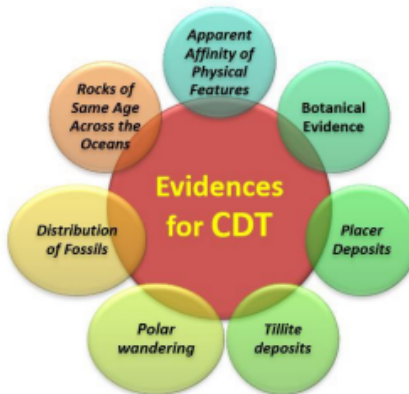 Apparent
Affinity of
Physical
Features
Rocks of
Same Age
Across the
Oceans
Botanical
Evidence
Evidences
for CDT
Distribution
of Fossils
Placer
Deposits
Polar
wandering
Tillite
deposits